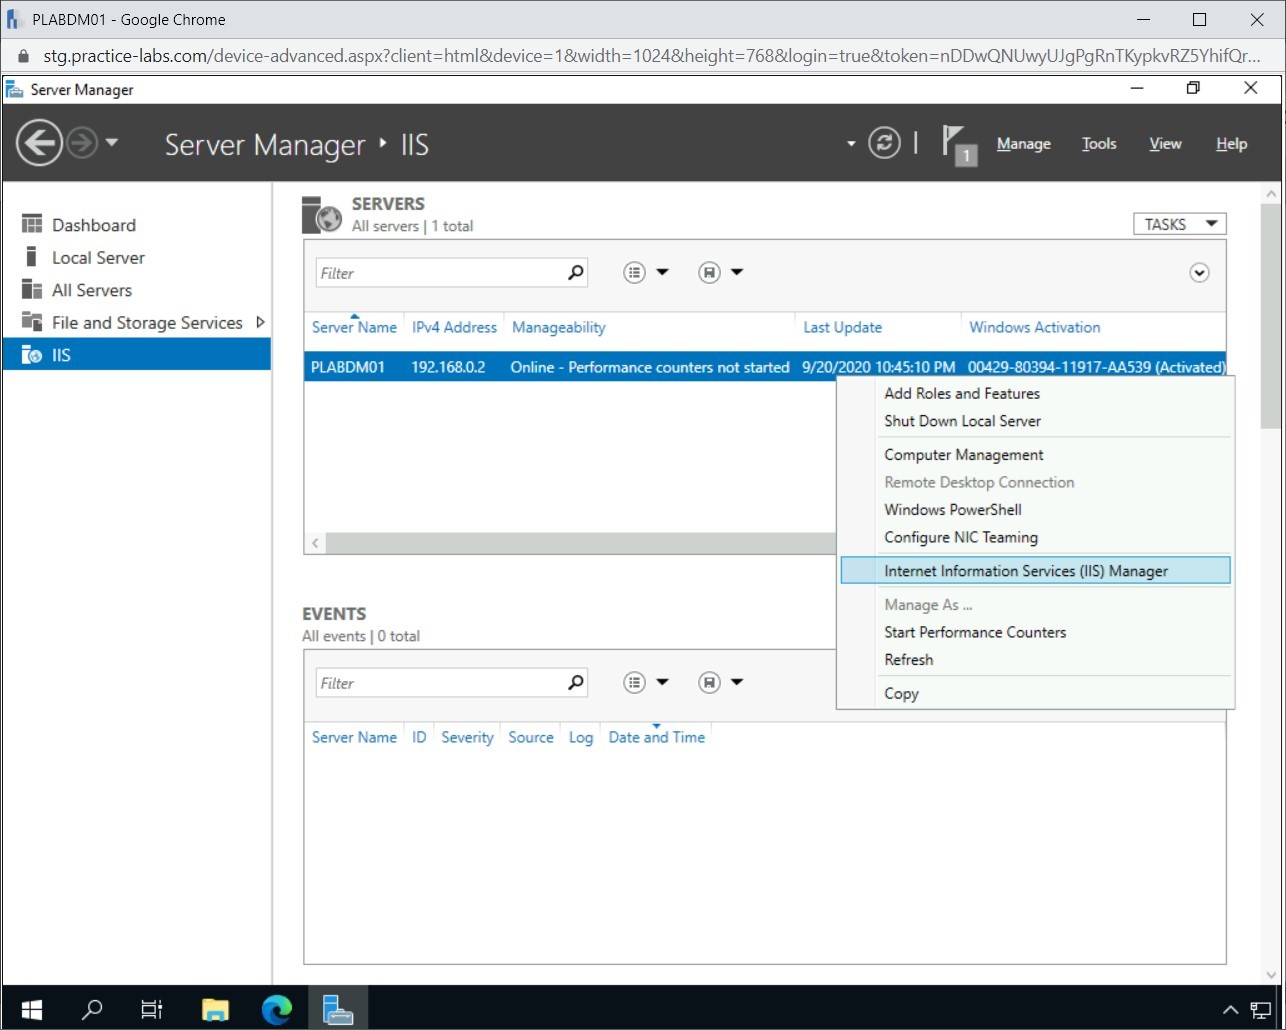 PLABDM01 - Google Chrome
stg.practice-labs.com/device-advanced.aspx?client=html&device=1&width=1024&height=768&login=true&token=nDDwQNUwyUJgPgRnTKypkvRZ5YhifQr...
Server Manager
Server Manager ‣ IIS
1
Manage Tools View Help
Dashboard
Local Server
All Servers
File and Storage Services
IIS
SERVERS
All servers | 1 total
TASKS
Filter
Server Name IPv4 Address Manageability Last Update Windows Activation
PLABDM01 192.168.0.2 Online - Performance counters not started 9/20/2020 10:45:10 PM 00429-80394-11917-AA539 (Activated)
Add Roles and Features
Shut Down Local Server
Computer Management
Remote Desktop Connection
Windows PowerShell
Configure NIC Teaming
Internet Information Services (IIS) Manager
Manage As ...
Start Performance Counters
Refresh
Copy
EVENTS
All events | 0 total
Filter
Server Name ID Severity Source Log Date and Time